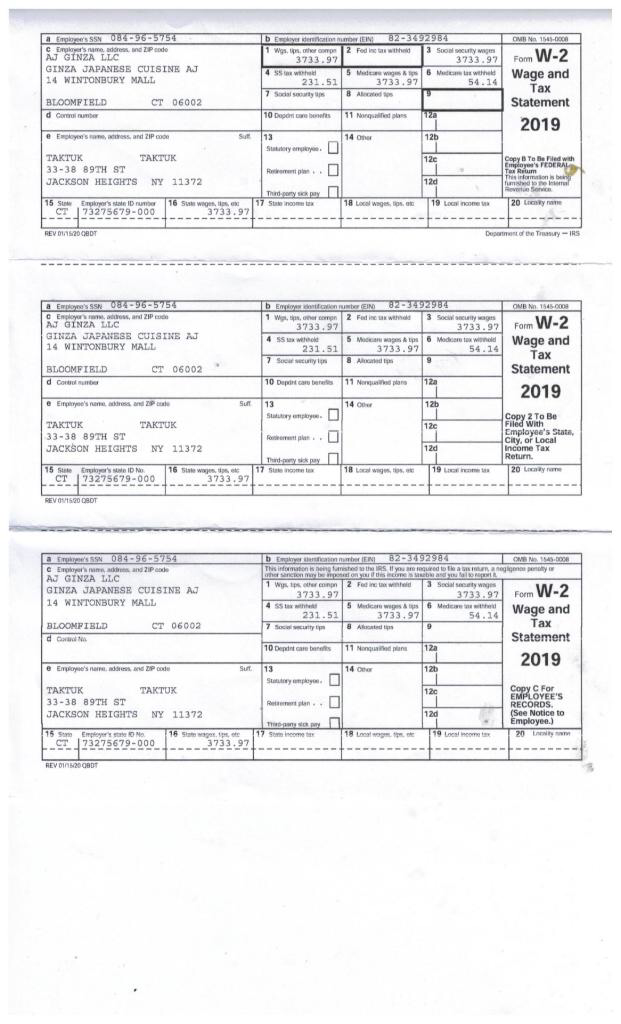 a Employee's SSN 084-96-5754 b Employer identification number (EIN) 82-3492984 OMB No. 1545-0008
c Employer's name, address, and ZIP code
AJ GINZA LLC
GINZA JAPANESE CUISINE AJ
14 WINTONBURY MALL
BLOOMFIELD CT 06002
1 Wgs, tips, other compn 2 Fed inc tax withheld 3 Social security wages
3733.97 3733.97
4 SS tax withheld 5 Medicare wages & tips 6 Medicare tax withheld
231.51 3733.97 54.14
7 Social security tips 8 Allocated tips 9
Form W-2
Wage and
Tax
Statement
2019
d Control number 10 Depdnt care benefits 11 Nonqualified plans 12a
e Employee's name, address, and ZIP code Suff. 13 14 Other 12b
Statutory employee.
TAKTUK TAKTUK 12c
33-38 89TH ST Retirement plan . .
JACKSON HEIGHTS NY 11372 12d
Third-party sick pay
Copy B To Be Filed with
Employee's FEDERAL
Tax Return
This information is being
furnished to the Internal
Revenue Service.
15 State Employer's state ID number 16 State wages, tips, etc 17 State income tax 18 Local wages, tips, etc 19 Local income tax 20 Locality name
CT 73275679-000 3733.97
REV 01/15/20 QBDT Department of the Treasury — IRS
a Employee's SSN 084-96-5754 b Employer identification number (EIN) 82-3492984 OMB No. 1545-0008
c Employer's name, address, and ZIP code
AJ GINZA LLC
GINZA JAPANESE CUISINE AJ
14 WINTONBURY MALL
BLOOMFIELD CT 06002
1 Wgs, tips, other compn 2 Fed inc tax withheld 3 Social security wages
3733.97 3733.97
4 SS tax withheld 5 Medicare wages & tips 6 Medicare tax withheld
231.51 3733.97 54.14
7 Social security tips 8 Allocated tips 9
Form W-2
Wage and
Tax
Statement
2019
d Control number 10 Depdnt care benefits 11 Nonqualified plans 12a
e Employee's name, address, and ZIP code Suff. 13 14 Other 12b
Statutory employee.
TAKTUK TAKTUK 12c
33-38 89TH ST Retirement plan . .
JACKSON HEIGHTS NY 11372 12d
Third-party sick pay
Copy 2 To Be
Filed With
Employee's State,
City, or Local
Income Tax
Return.
15 State Employer's state ID No. 16 State wages, tips, etc 17 State income tax 18 Local wages, tips, etc 19 Local income tax 20 Locality name
CT 73275679-000 3733.97
REV 01/15/20 QBDT
a Employee's SSN 084-96-5754 b Employer identification number (EIN) 82-3492984 OMB No. 1545-0008
c Employer's name, address, and ZIP code
AJ GINZA LLC
GINZA JAPANESE CUISINE AJ
14 WINTONBURY MALL
BLOOMFIELD CT 06002
This information is being furnished to the IRS. If you are required to file a tax return, a negligence penalty or
other sanction may be imposed on you if this income is taxable and you fail to report it.
1 Wgs, tips, other compn 2 Fed inc tax withheld 3 Social security wages
3733.97 3733.97
4 SS tax withheld 5 Medicare wages & tips 6 Medicare tax withheld
231.51 3733.97 54.14
7 Social security tips 8 Allocated tips 9
Form W-2
Wage and
Tax
Statement
2019
d Control No. 10 Depdnt care benefits 11 Nonqualified plans 12a
e Employee's name, address, and ZIP code Suff. 13 14 Other 12b
Statutory employee.
TAKTUK TAKTUK 12c
33-38 89TH ST Retirement plan . .
JACKSON HEIGHTS NY 11372 12d
Third-party sick pay
Copy C For
EMPLOYEE'S
RECORDS.
(See Notice to
Employee.)
15 State Employer's state ID No. 16 State wages, tips, etc 17 State income tax 18 Local wages, tips, etc 19 Local income tax 20 Locality name
CT 73275679-000 3733.97
REV 01/15/20 QBDT